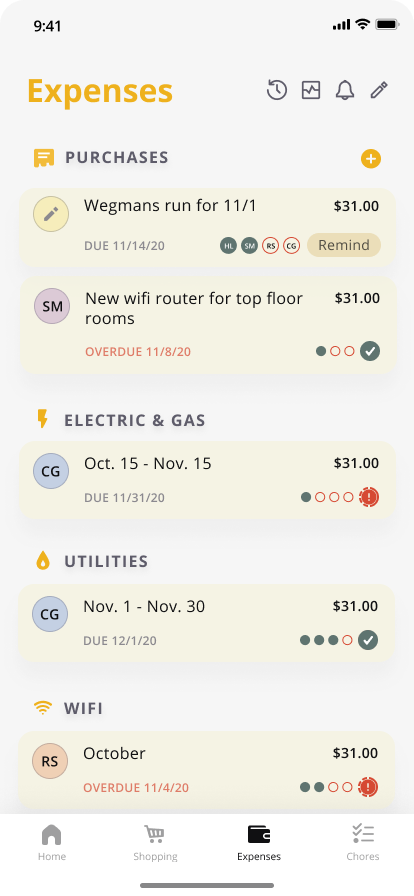 9:41
Expenses
PURCHASES
Wegmans run for 11/1 $31.00
DUE 11/14/20 HL SM RS CG Remind
SM New wifi router for top floor $31.00
rooms
OVERDUE 11/8/20
ELECTRIC & GAS
CG Oct. 15 - Nov. 15 $31.00
DUE 11/31/20
UTILITIES
CG Nov. 1 - Nov. 30 $31.00
DUE 12/1/20
WIFI
RS October $31.00
OVERDUE 11/4/20
Home Shopping Expenses Chores